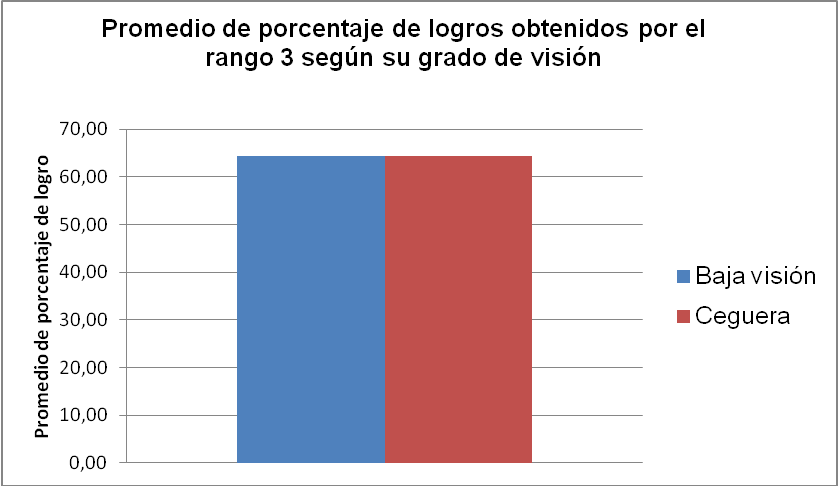 Promedio de porcentaje de logros obtenidos por el
rango 3 según su grado de visión
Promedio de porcentaje de logro
70,00
60,00
50,00
40,00
30,00
20,00
10,00
0,00
Baja visión
Ceguera